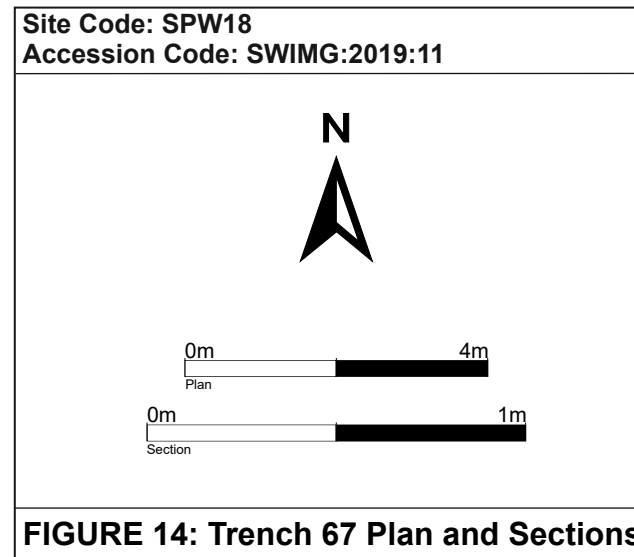 Site Code: SPW18
Accession Code: SWIMG:2019:11
N
0m 4m
Plan
0m 1m
Section
FIGURE 14: Trench 67 Plan and Sections